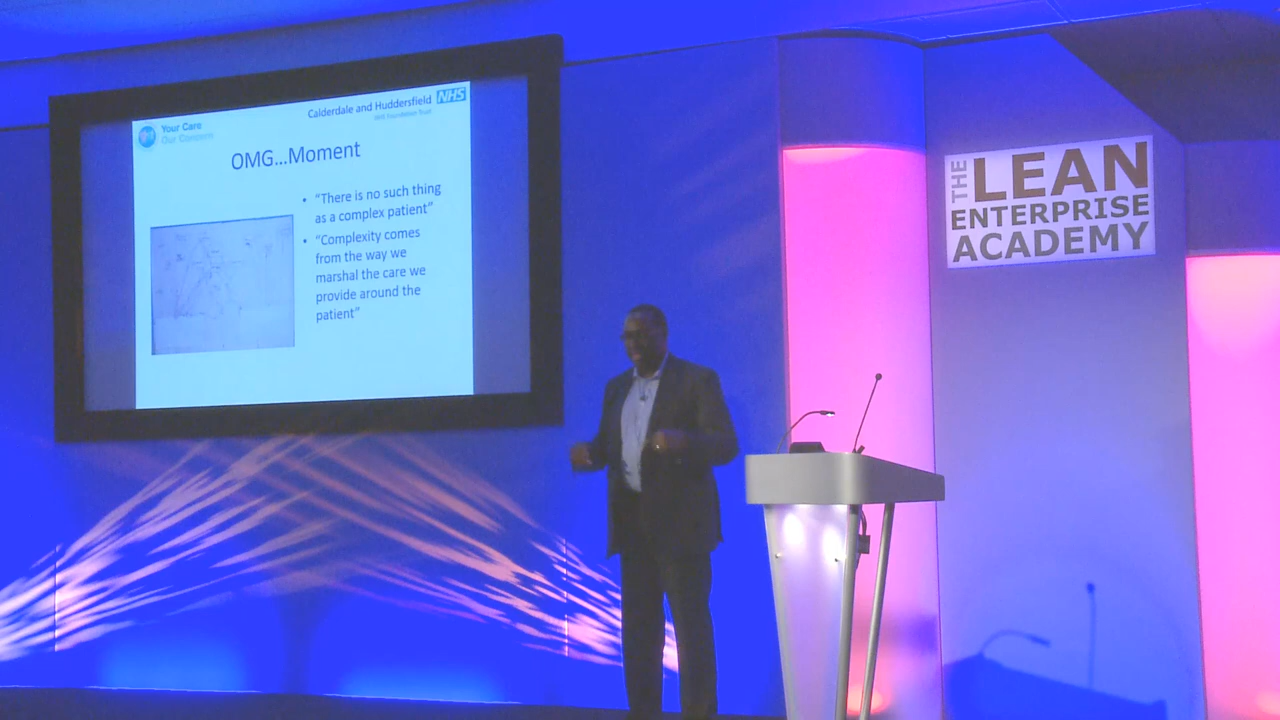 Your Care
Our Concern
Calderdale and Huddersfield NHS
NHS Foundation Trust
OMG...Moment
• “There is no such thing
as a complex patient”
• “Complexity comes
from the way we
marshal the care we
provide around the
patient”
THE LEAN
ENTERPRISE
ACADEMY